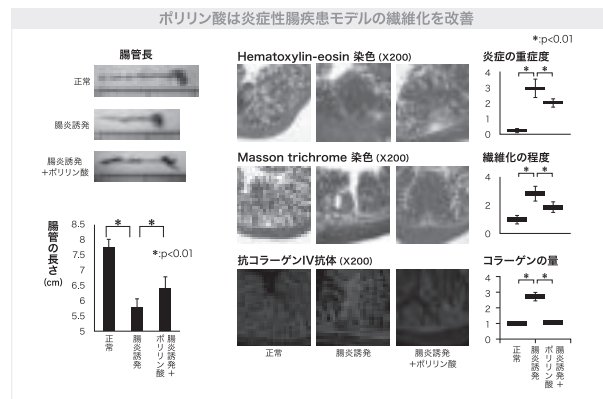 ポリリン酸は炎症性腸疾患モデルの繊維化を改善
*:p<0.01
腸管長
正常
腸炎誘発
腸炎誘発
+ポリリン酸
腸管の長さ
(cm)
8.5
8
7.5
7
6.5
6
5.5
5
*
*
*:p<0.01
正常
腸炎誘発
腸炎誘発+
ポリリン酸
Hematoxylin-eosin 染色 (X200)
Masson trichrome 染色 (X200)
抗コラーゲンIV抗体 (X200)
正常
腸炎誘発
腸炎誘発
+ポリリン酸
炎症の重症度
4
3
2
1
0
*
*
繊維化の程度
4
2
0
*
*
コラーゲンの量
4
3
2
1
0
*
*
正常
腸炎誘発
腸炎誘発+
ポリリン酸